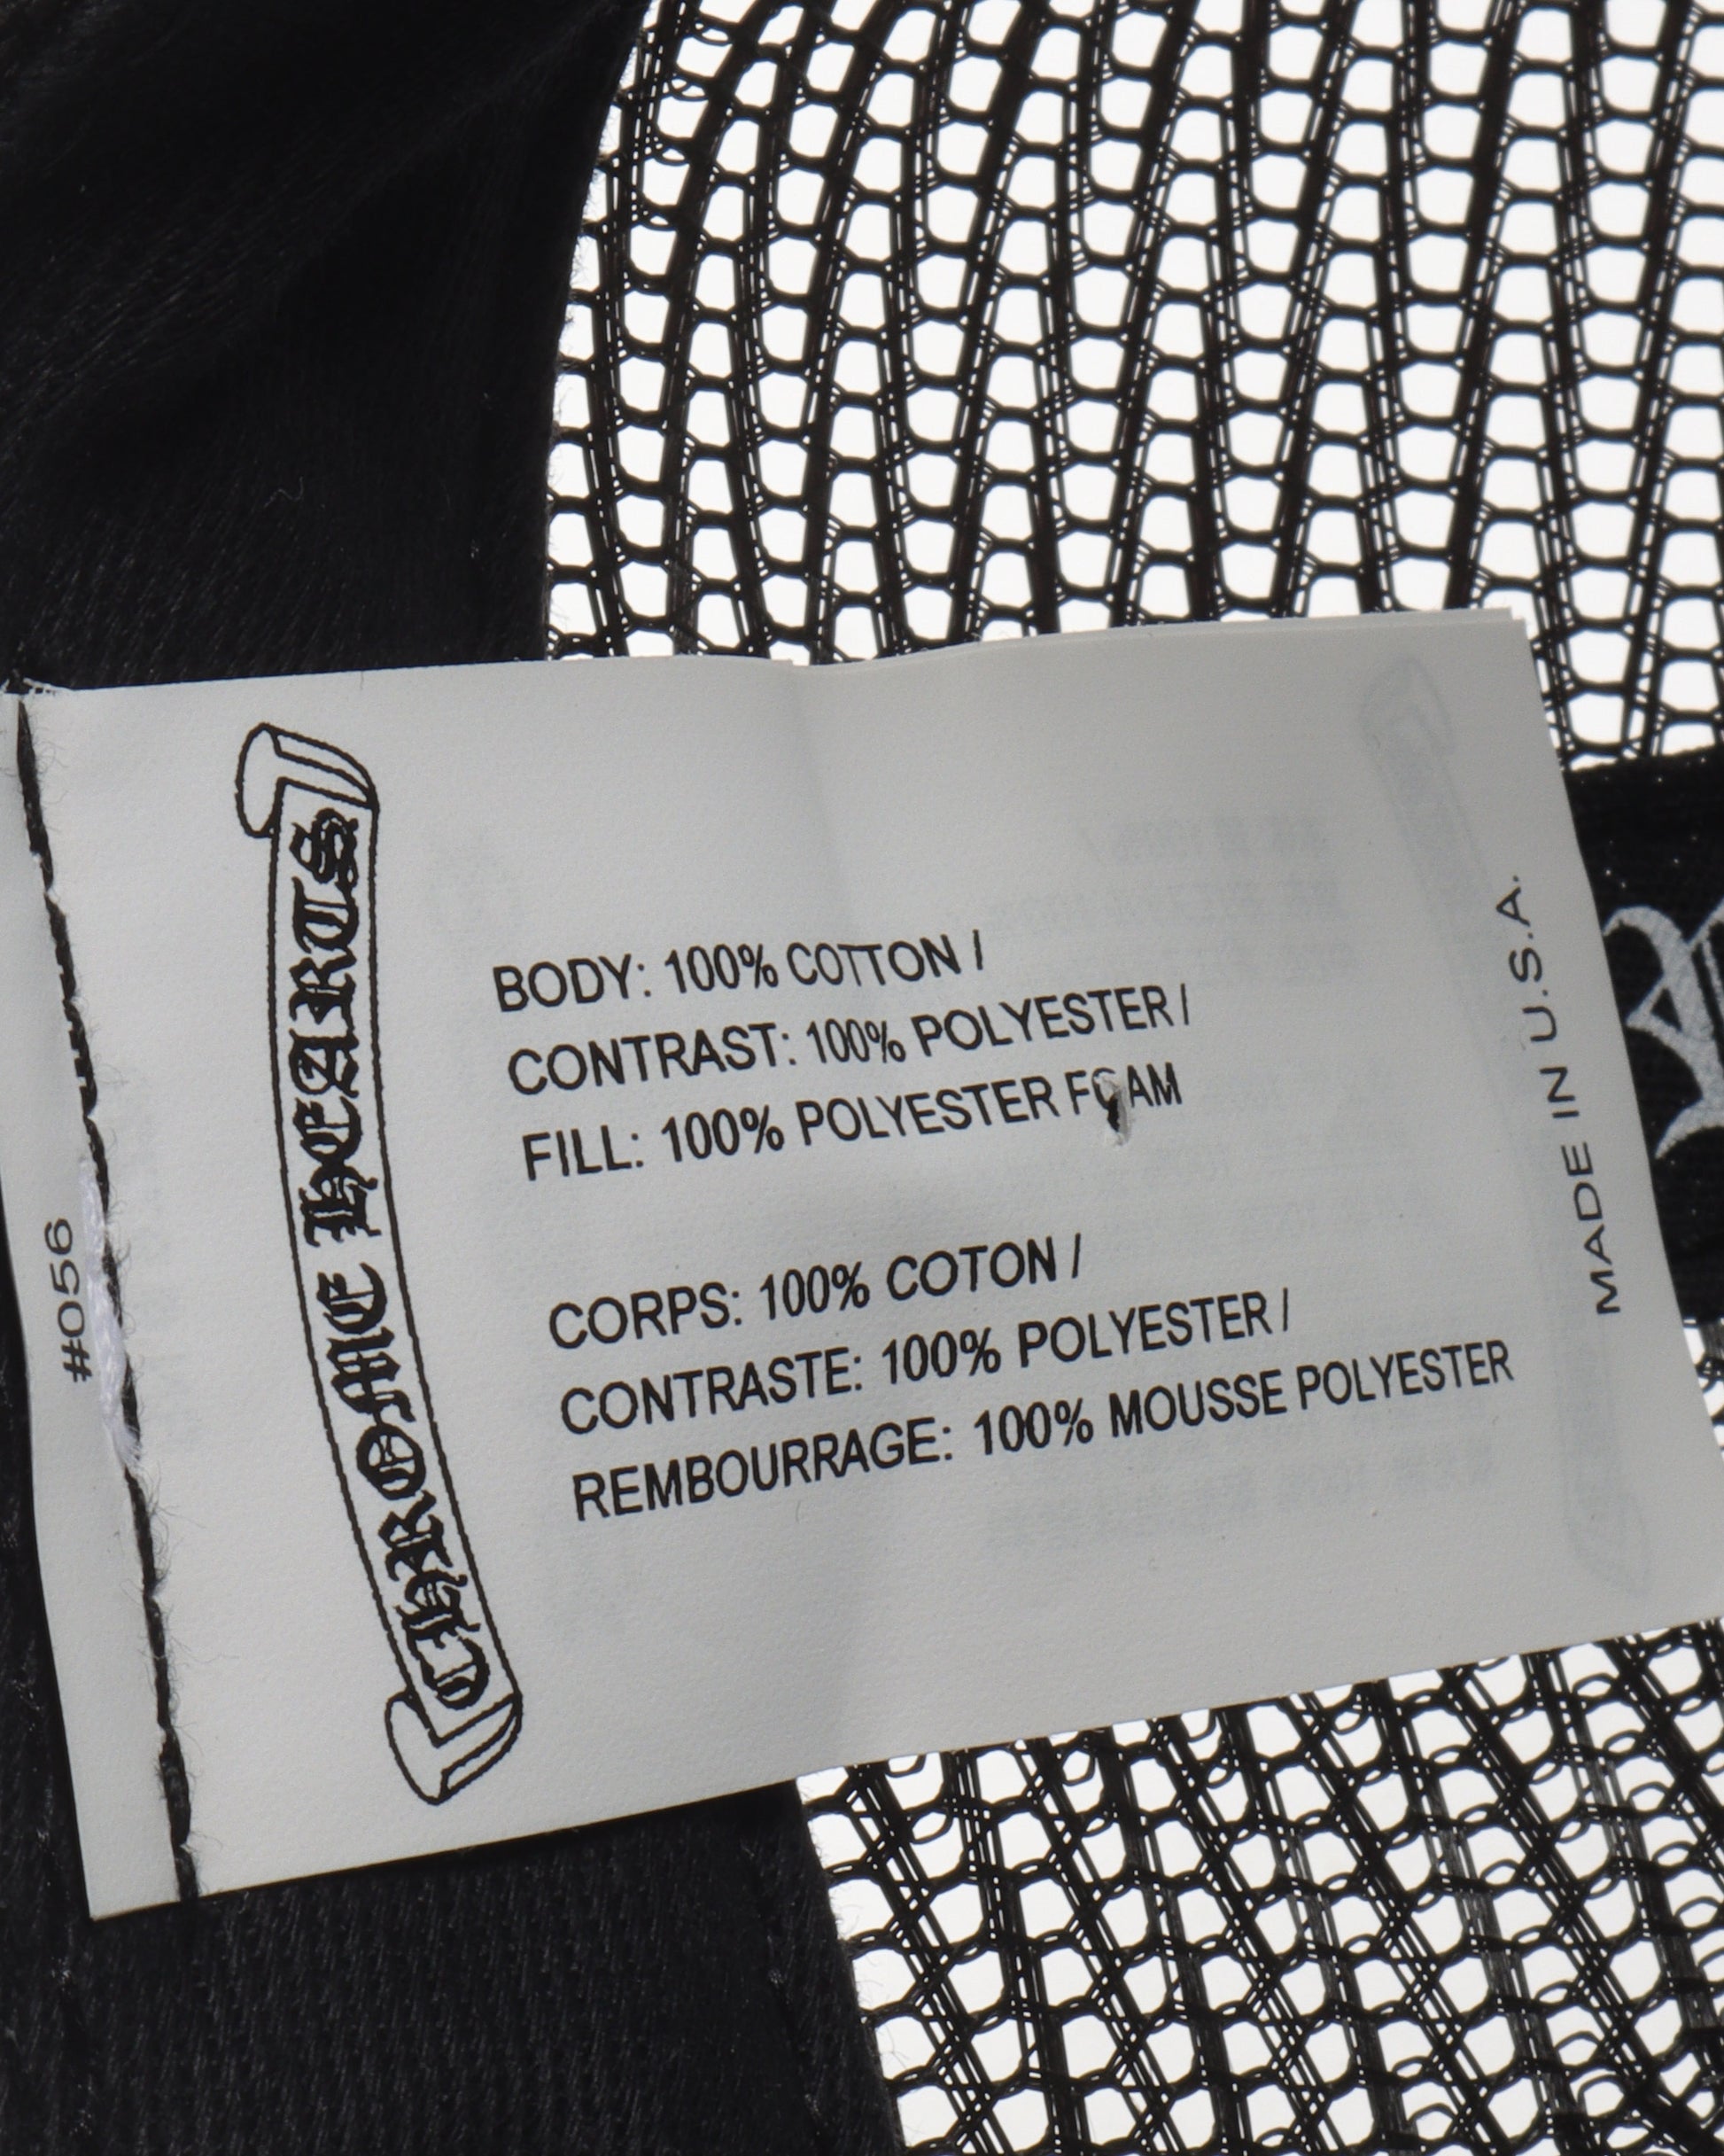 CHROME HEARTS
BODY: 100% COTTON /
CONTRAST: 100% POLYESTER /
FILL: 100% POLYESTER FOAM
CORPS: 100% COTON /
CONTRASTE: 100% POLYESTER /
REMBOURRAGE: 100% MOUSSE POLYESTER
MADE IN U.S.A.
#056